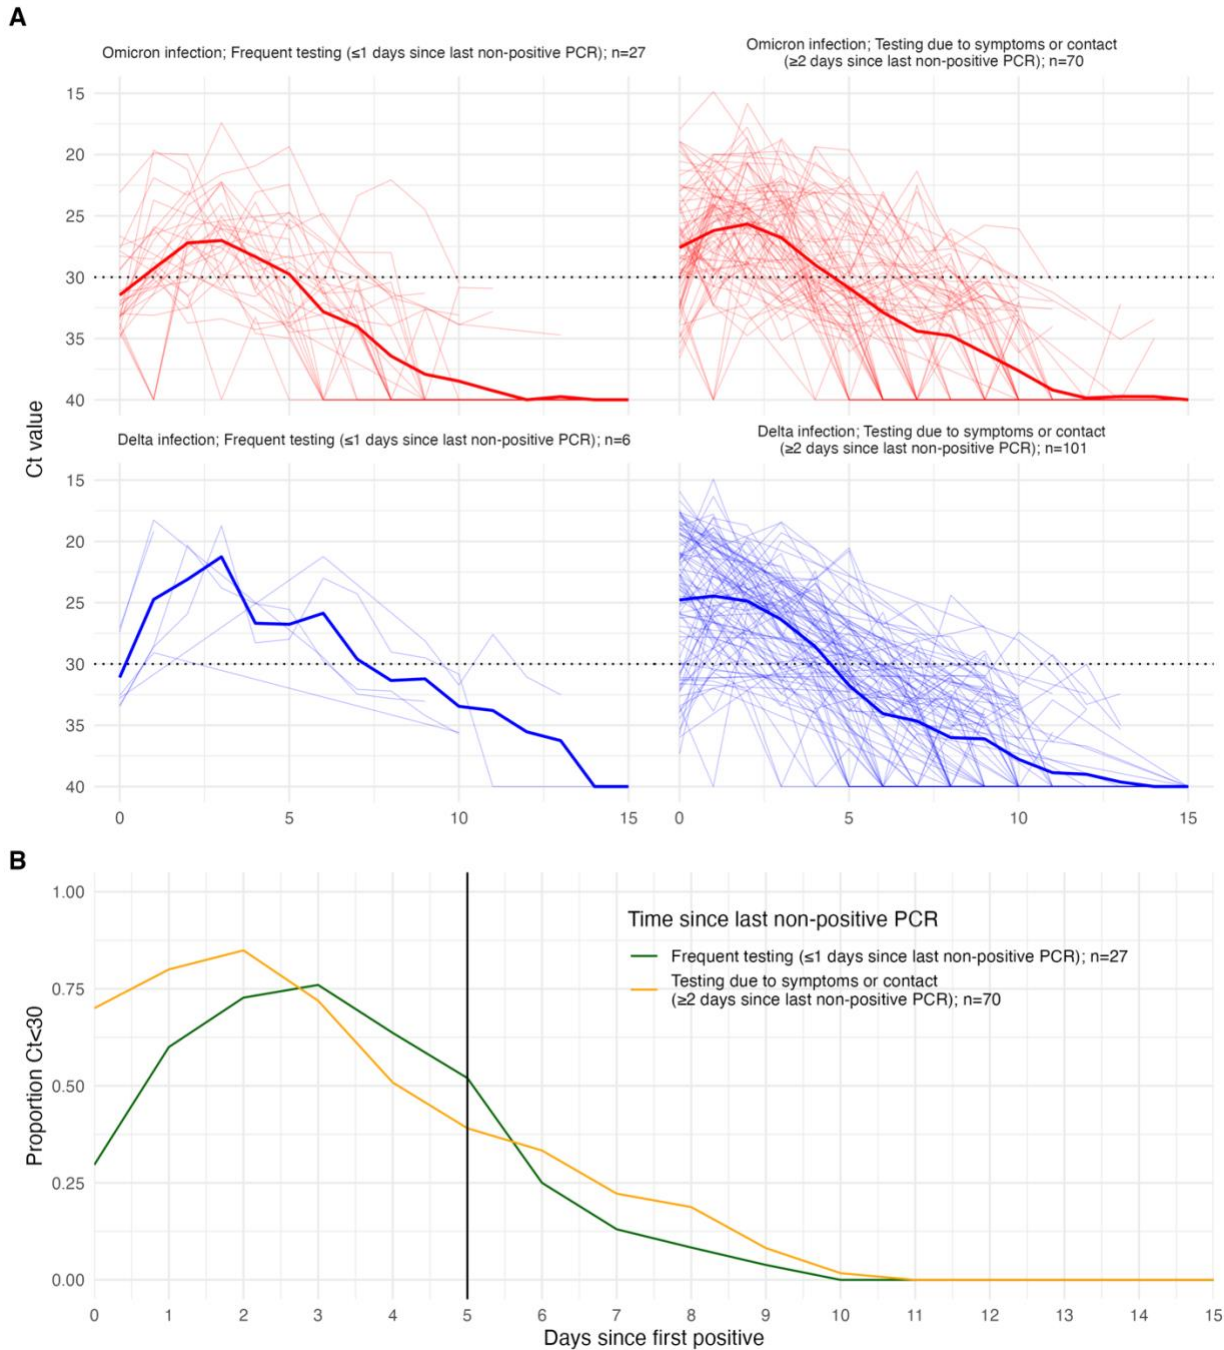 A
Omicron infection; Frequent testing (≤1 days since last non-positive PCR); n=27
Omicron infection; Testing due to symptoms or contact
(≥2 days since last non-positive PCR); n=70
15
20
25
30
35
40
Ct value
Delta infection; Frequent testing (≤1 days since last non-positive PCR); n=6
Delta infection; Testing due to symptoms or contact
(≥2 days since last non-positive PCR); n=101
15
20
25
30
35
40
0 5 10 15
0 5 10 15
B
1.00
0.75
0.50
0.25
0.00
Proportion Ct<30
Time since last non-positive PCR
Frequent testing (≤1 days since last non-positive PCR); n=27
Testing due to symptoms or contact
(≥2 days since last non-positive PCR); n=70
0 1 2 3 4 5 6 7 8 9 10 11 12 13 14 15
Days since first positive